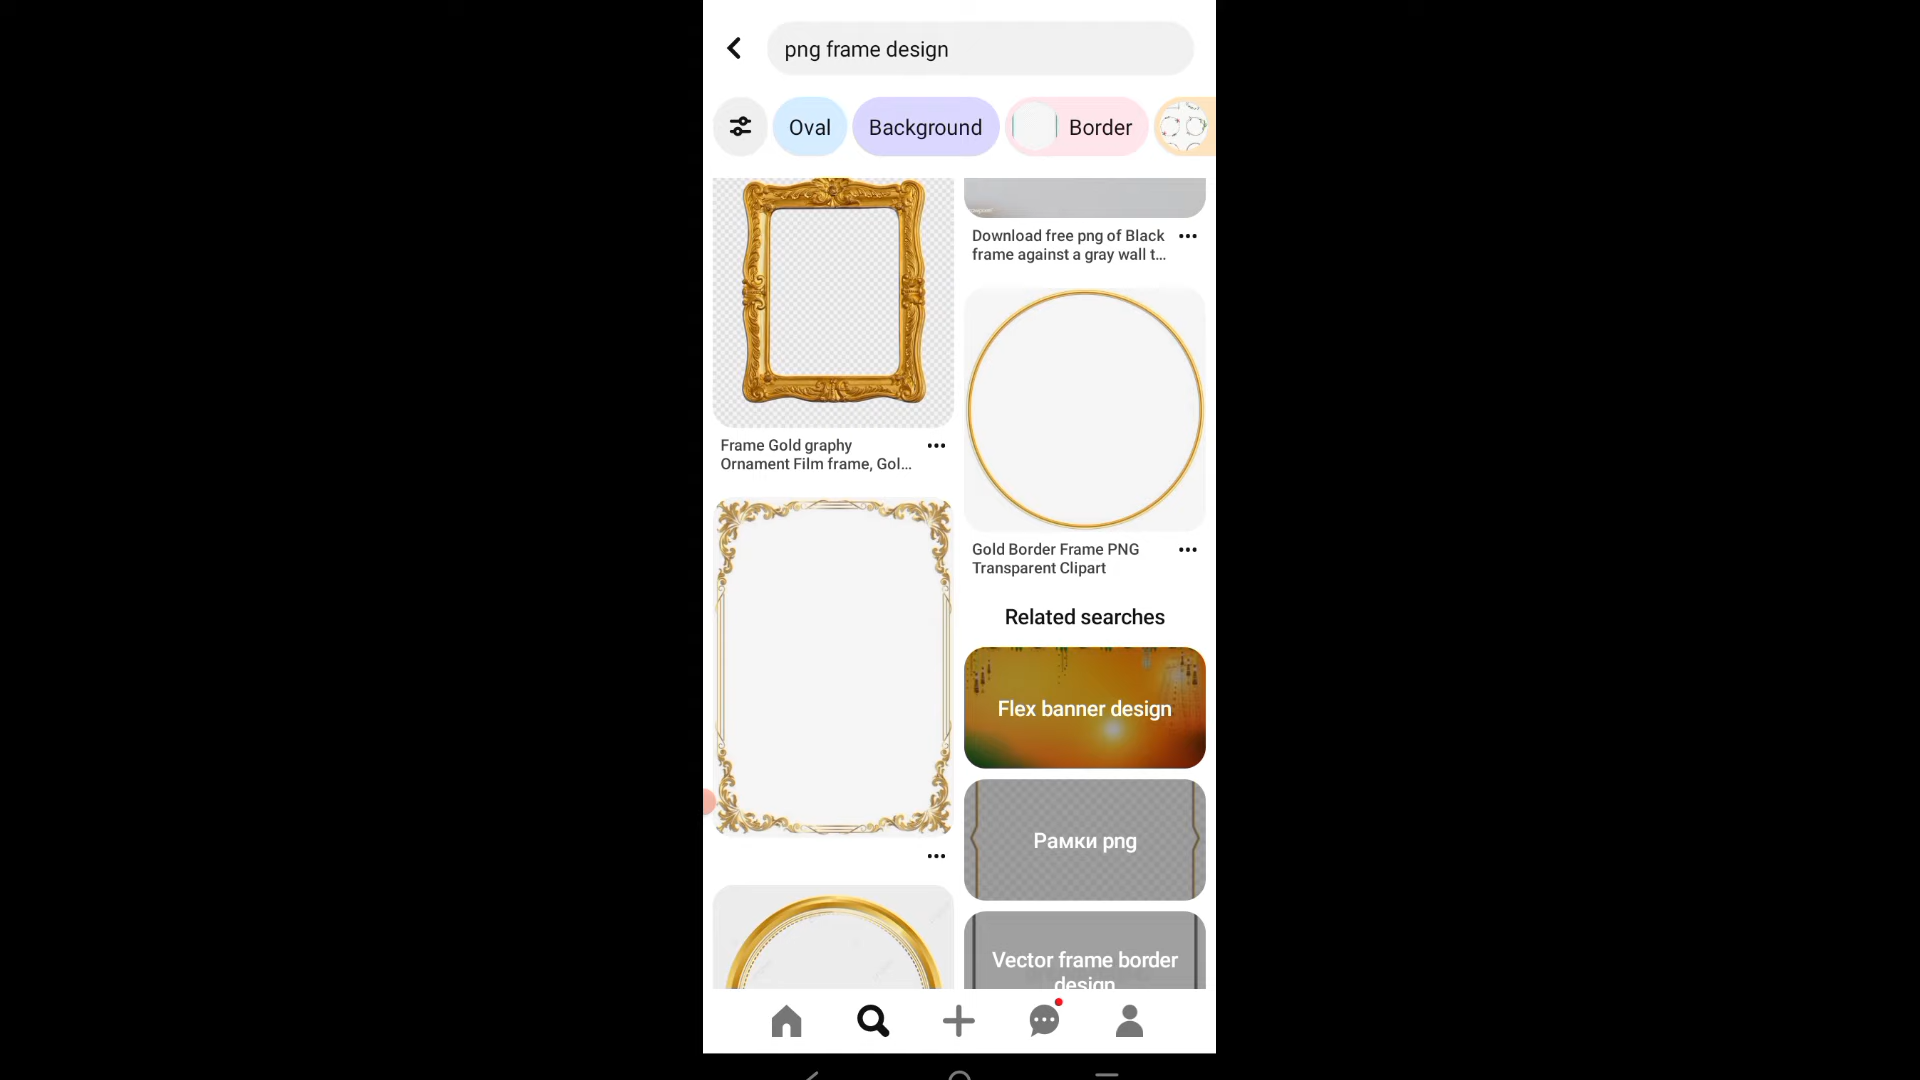 png frame design
Oval
Background
Border
Download free png of Black
frame against a gray wall t...
Frame Gold graphy
Ornament Film frame, Gol...
Gold Border Frame PNG
Transparent Clipart
Related searches
Flex banner design
Рамки png
Vector frame border
design